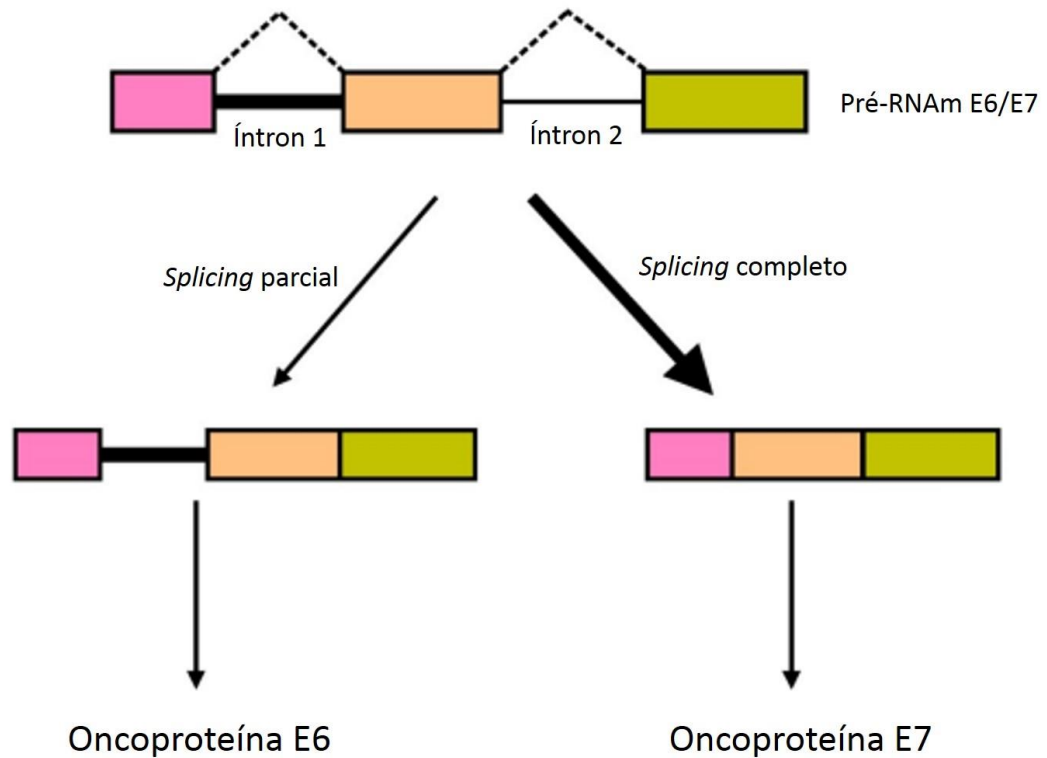 Pré-RNAm E6/E7
Íntron 1
Íntron 2
Splicing parcial
Splicing completo
Oncoproteína E6
Oncoproteína E7